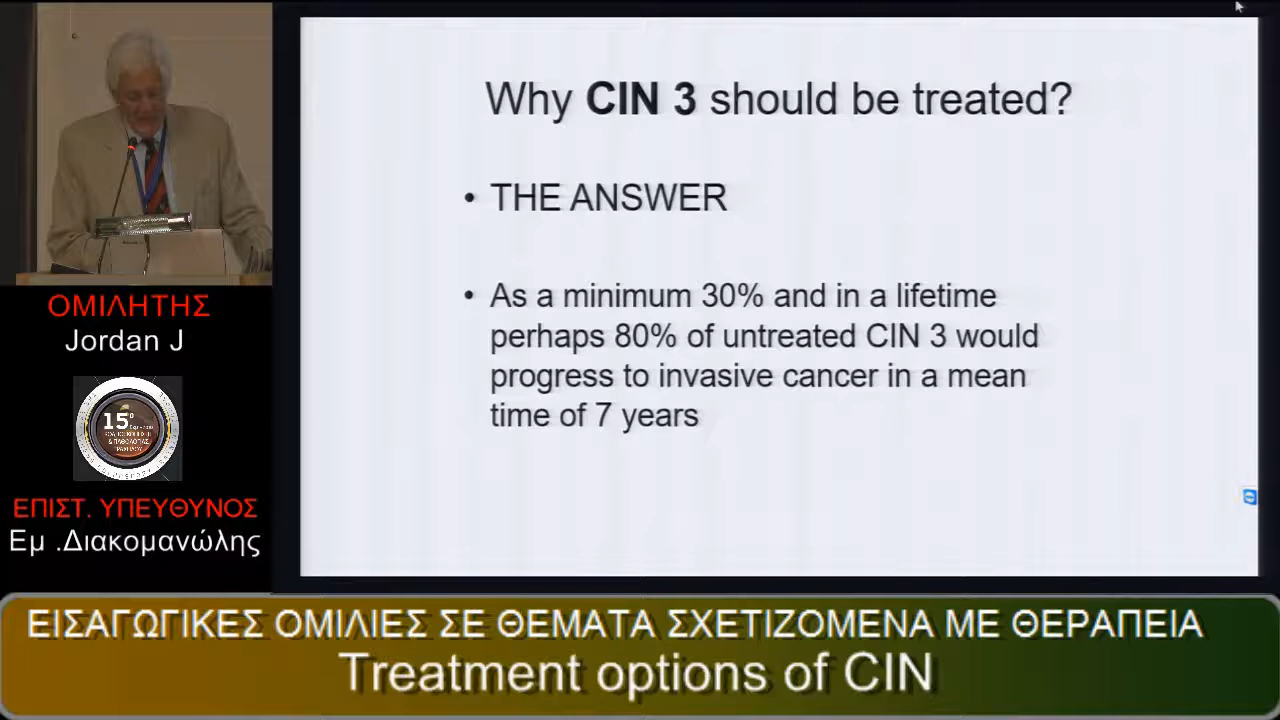 Why CIN 3 should be treated?
• THE ANSWER
• As a minimum 30% and in a lifetime
perhaps 80% of untreated CIN 3 would
progress to invasive cancer in a mean
time of 7 years
ΟΜΙΛΗΤΗΣ
Jordan J
15º
ΕΠΙΣΤ. ΥΠΕΥΘΥΝΟΣ
Εμ .Διακομανώλης
ΕΙΣΑΓΩΓΙΚΕΣ ΟΜΙΛΙΕΣ ΣΕ ΘΕΜΑΤΑ ΣΧΕΤΙΖΟΜΕΝΑ ΜΕ ΘΕΡΑΠΕΙΑ
Treatment options of CIN